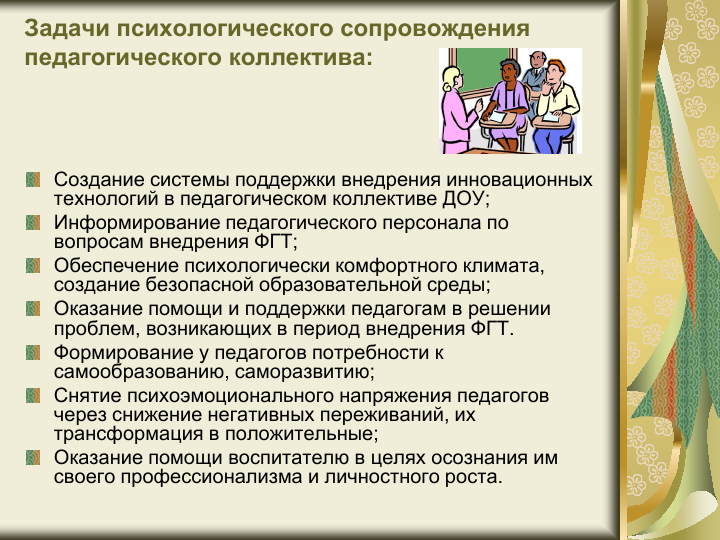 Задачи психологического сопровождения
педагогического коллектива:
Создание системы поддержки внедрения инновационных
технологий в педагогическом коллективе ДОУ;
Информирование педагогического персонала по
вопросам внедрения ФГТ;
Обеспечение психологически комфортного климата,
создание безопасной образовательной среды;
Оказание помощи и поддержки педагогам в решении
проблем, возникающих в период внедрения ФГТ.
Формирование у педагогов потребности к
самообразованию, саморазвитию;
Снятие психоэмоционального напряжения педагогов
через снижение негативных переживаний, их
трансформация в положительные;
Оказание помощи воспитателю в целях осознания им
своего профессионализма и личностного роста.